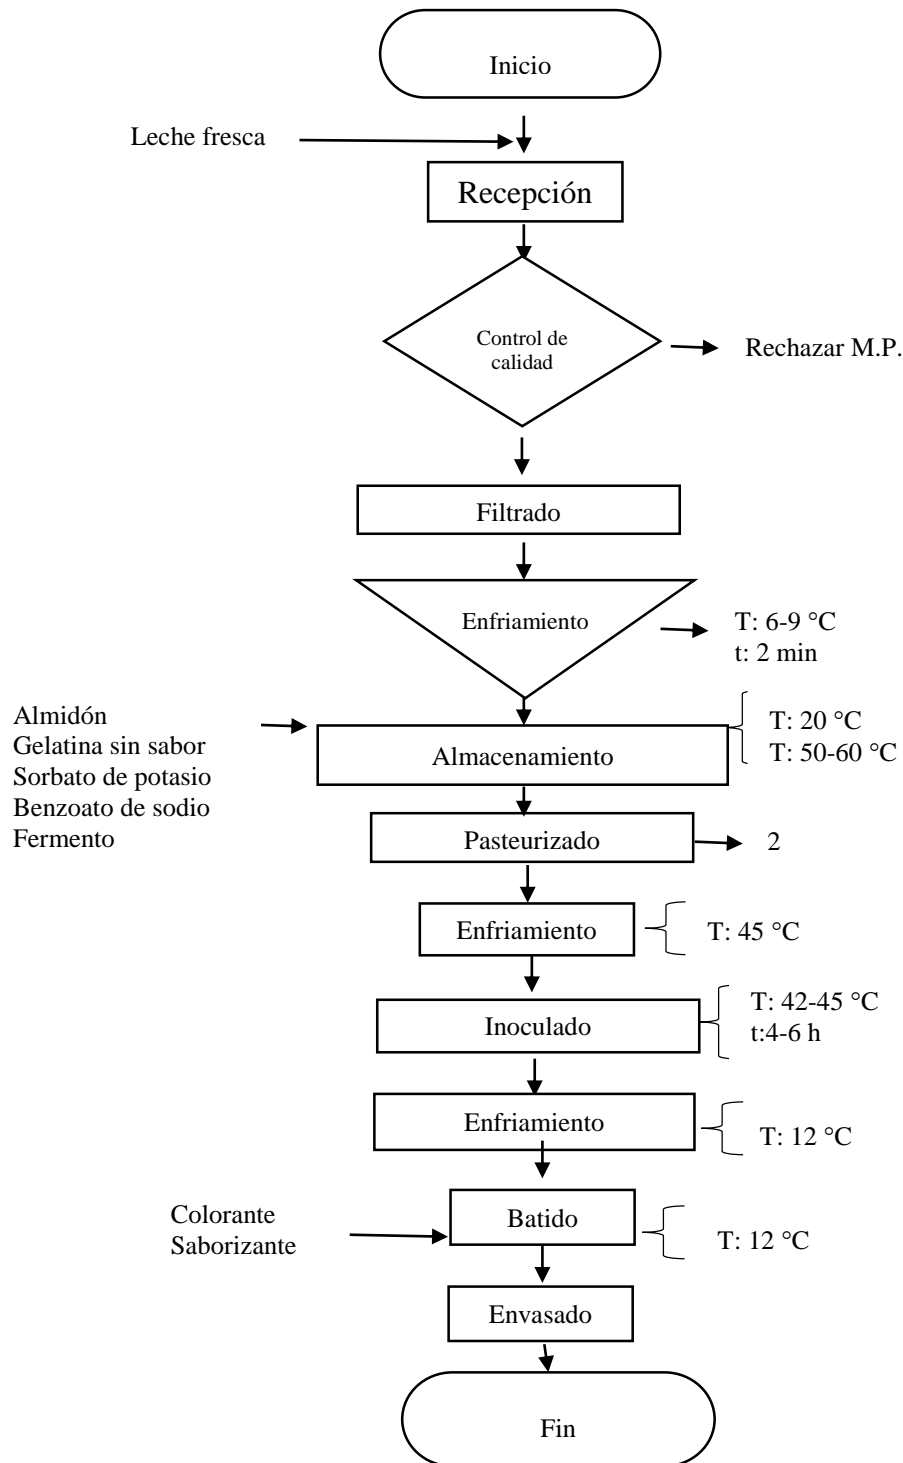 Inicio
Leche fresca
Recepción
Control de
calidad
Rechazar M.P.
Filtrado
Enfriamiento
T: 6-9 °C
t: 2 min
Almidón
Gelatina sin sabor
Sorbato de potasio
Benzoato de sodio
Fermento
Almacenamiento
T: 20 °C
T: 50-60 °C
Pasteurizado
2
Enfriamiento
T: 45 °C
Inoculado
T: 42-45 °C
t:4-6 h
Enfriamiento
T: 12 °C
Colorante
Saborizante
Batido
T: 12 °C
Envasado
Fin